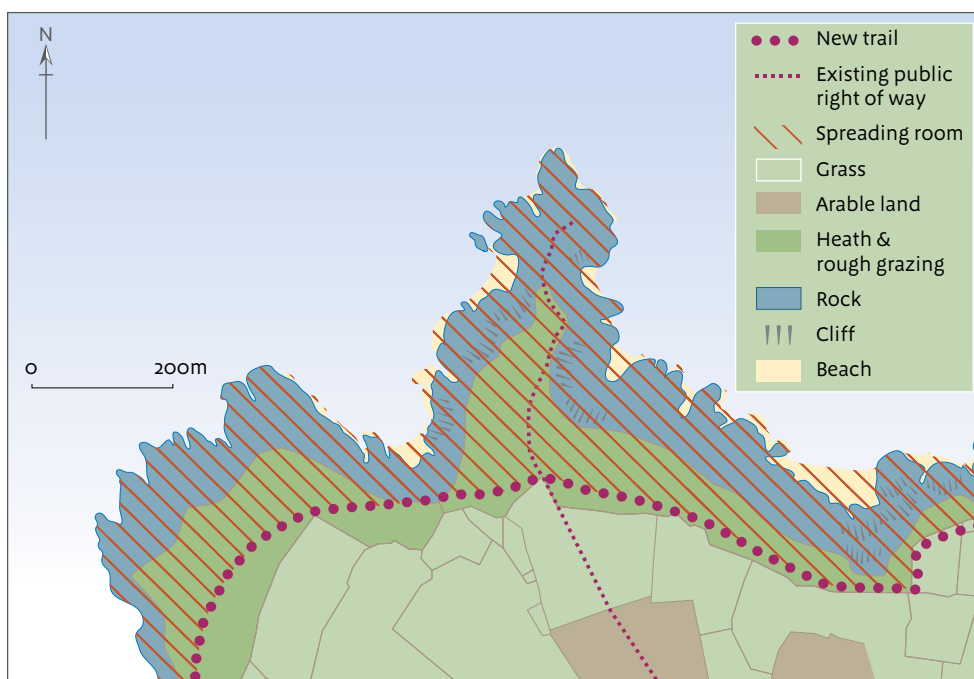 N
0 200m
New trail
Existing public
right of way
Spreading room
Grass
Arable land
Heath &
rough grazing
Rock
Cliff
Beach